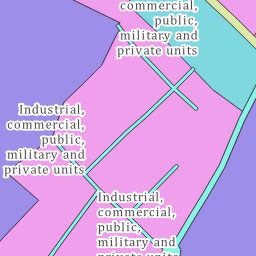 commercial,
public,
military and
private units
Industrial,
commercial,
public,
military and
private units
Industrial,
commercial,
public,
military and
private units